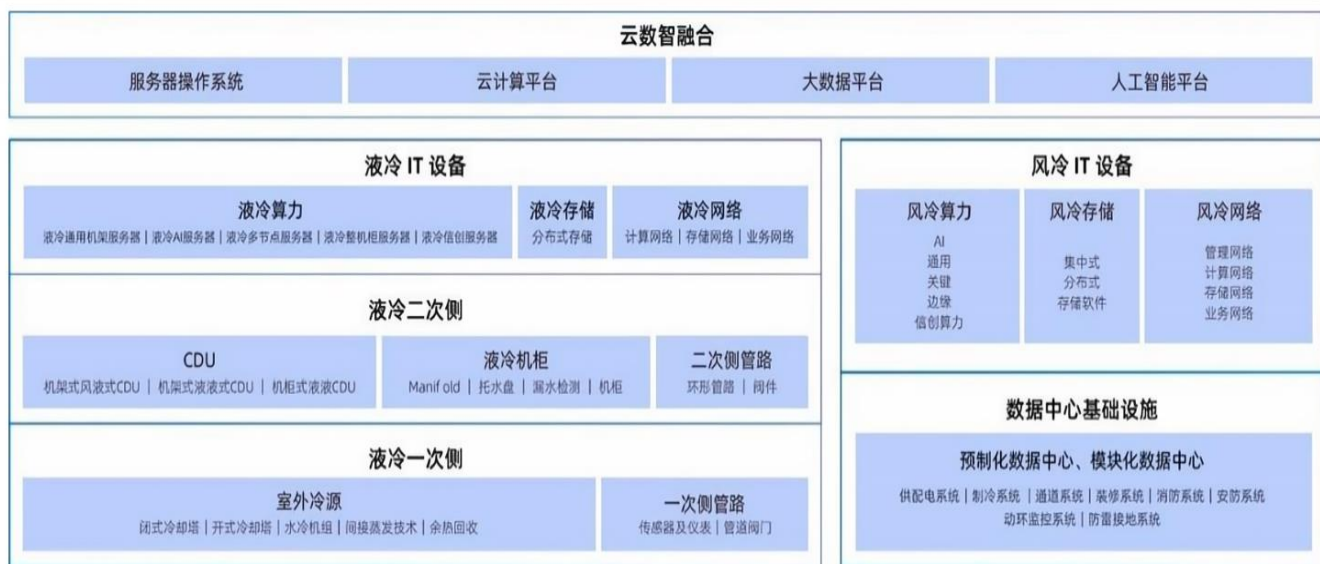 云数智融合
服务器操作系统
云计算平台
大数据平台
人工智能平台
液冷 IT 设备
液冷算力
液冷通用机架服务器 | 液冷AI服务器 | 液冷多节点服务器 | 液冷整机柜服务器 | 液冷信创服务器
液冷存储
分布式存储
液冷网络
计算网络 | 存储网络 | 业务网络
液冷二次侧
CDU
机架式风液式CDU | 机架式液液式CDU | 机柜式液液CDU
液冷机柜
Manif old | 托水盘 | 漏水检测 | 机柜
二次侧管路
环形管路 | 阀件
液冷一次侧
室外冷源
闭式冷却塔 | 开式冷却塔 | 水冷机组 | 间接蒸发技术 | 余热回收
一次侧管路
传感器及仪表 | 管道阀门
风冷 IT 设备
风冷算力
AI
通用
关键
边缘
信创算力
风冷存储
集中式
分布式
存储软件
风冷网络
管理网络
计算网络
存储网络
业务网络
数据中心基础设施
预制化数据中心、模块化数据中心
供配电系统 | 制冷系统 | 通道系统 | 装修系统 | 消防系统 | 安防系统
动环监控系统 | 防雷接地系统